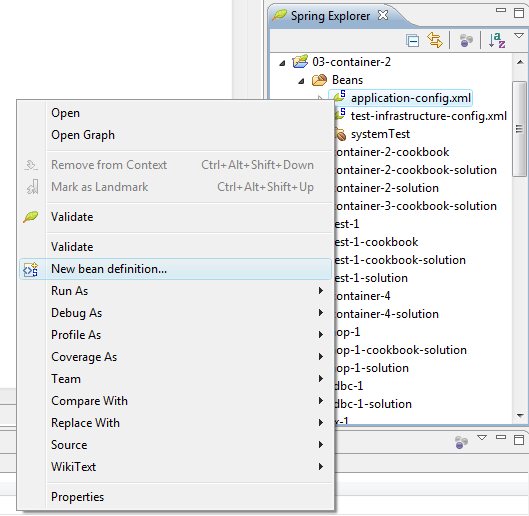 Spring Explorer
03-container-2
Beans
application-config.xml
test-infrastructure-config.xml
systemTest
ontainer-2-cookbook
ontainer-2-cookbook-solution
ontainer-2-solution
ontainer-3-cookbook-solution
est-1
est-1-cookbook
est-1-cookbook-solution
est-1-solution
ontainer-4
ontainer-4-solution
op-1
op-1-cookbook-solution
op-1-solution
dbc-1
dbc-1-solution
Open
Open Graph
Remove from Context Ctrl+Alt+Shift+Down
Mark as Landmark Ctrl+Alt+Shift+Up
Validate
Validate
New bean definition...
Run As
Debug As
Profile As
Coverage As
Team
Compare With
Replace With
Source
WikiText
Properties